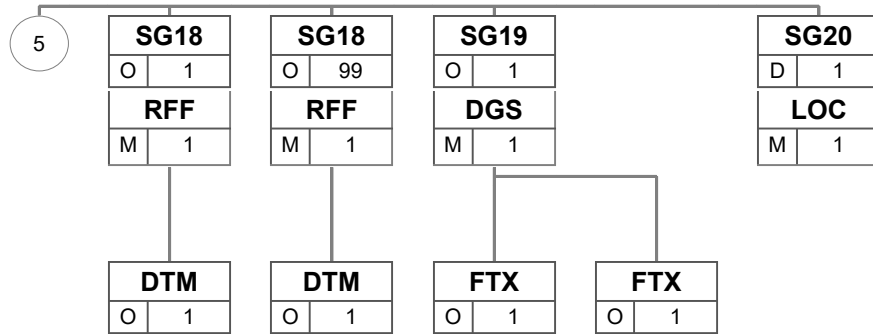 5
SG18 SG18 SG19 SG20
O 1 O 99 O 1 D 1
RFF RFF DGS LOC
M 1 M 1 M 1 M 1
DTM DTM FTX FTX
O 1 O 1 O 1 O 1